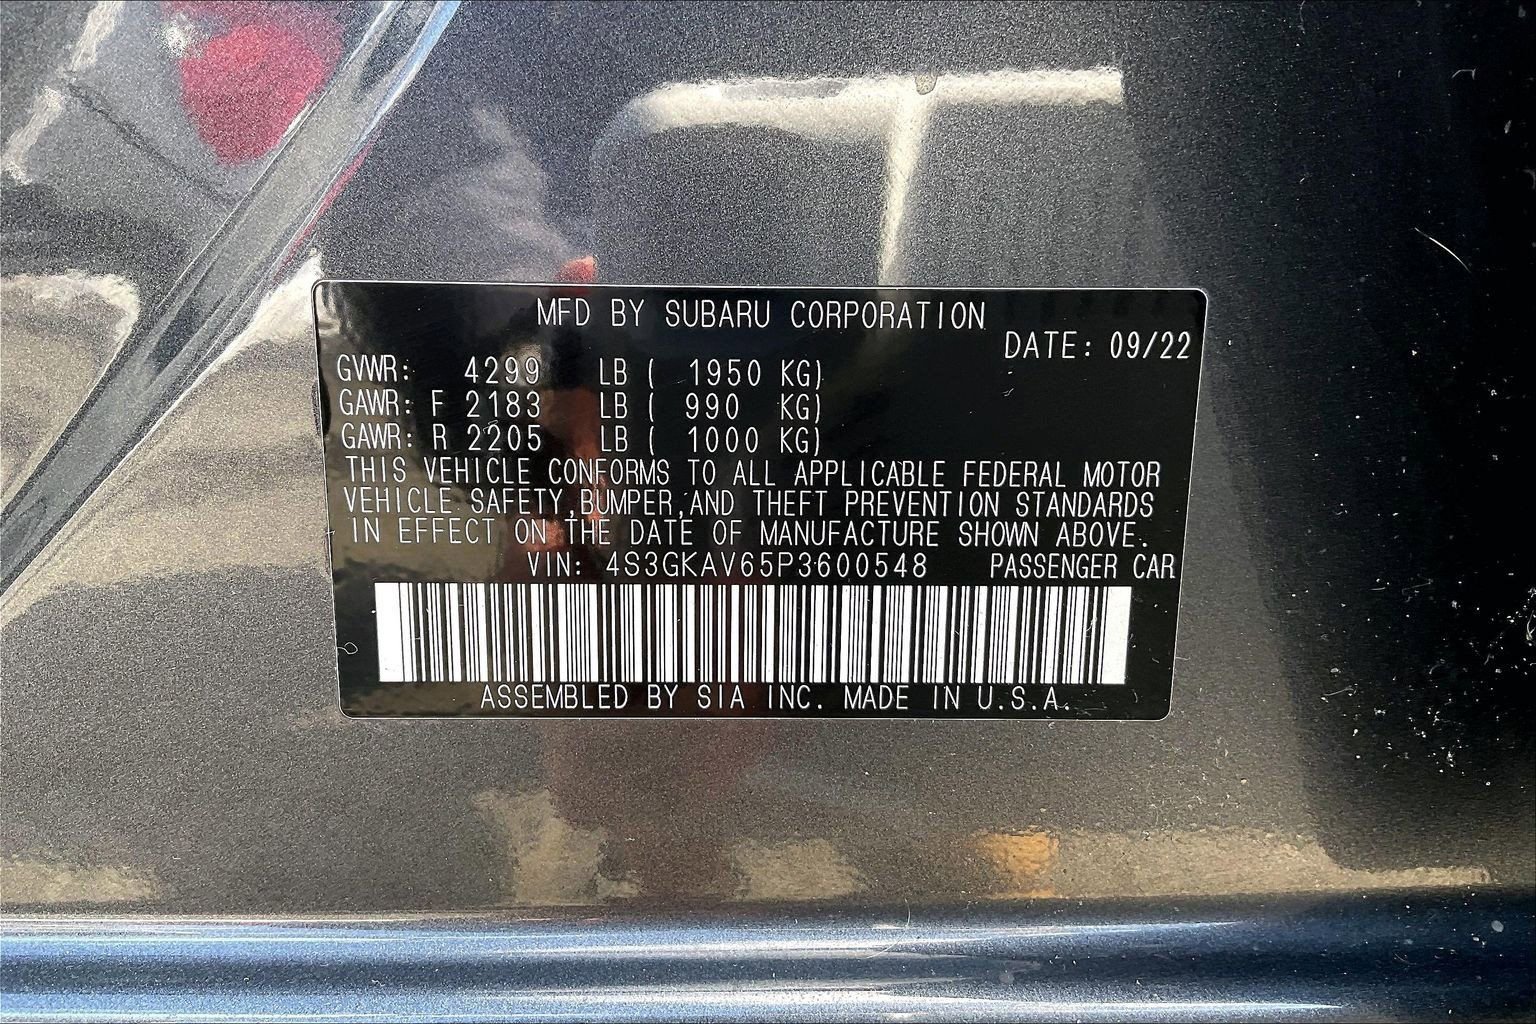 MFD BY SUBARU CORPORATION
DATE: 09/22
GVWR: 4299 LB ( 1950 KG)
GAWR: F 2183 LB ( 990 KG)
GAWR: R 2205 LB ( 1000 KG)
THIS VEHICLE CONFORMS TO ALL APPLICABLE FEDERAL MOTOR
VEHICLE SAFETY, BUMPER, AND THEFT PREVENTION STANDARDS
IN EFFECT ON THE DATE OF MANUFACTURE SHOWN ABOVE.
VIN: 4S3GKAV65P3600548 PASSENGER CAR
ASSEMBLED BY SIA INC. MADE IN U.S.A.